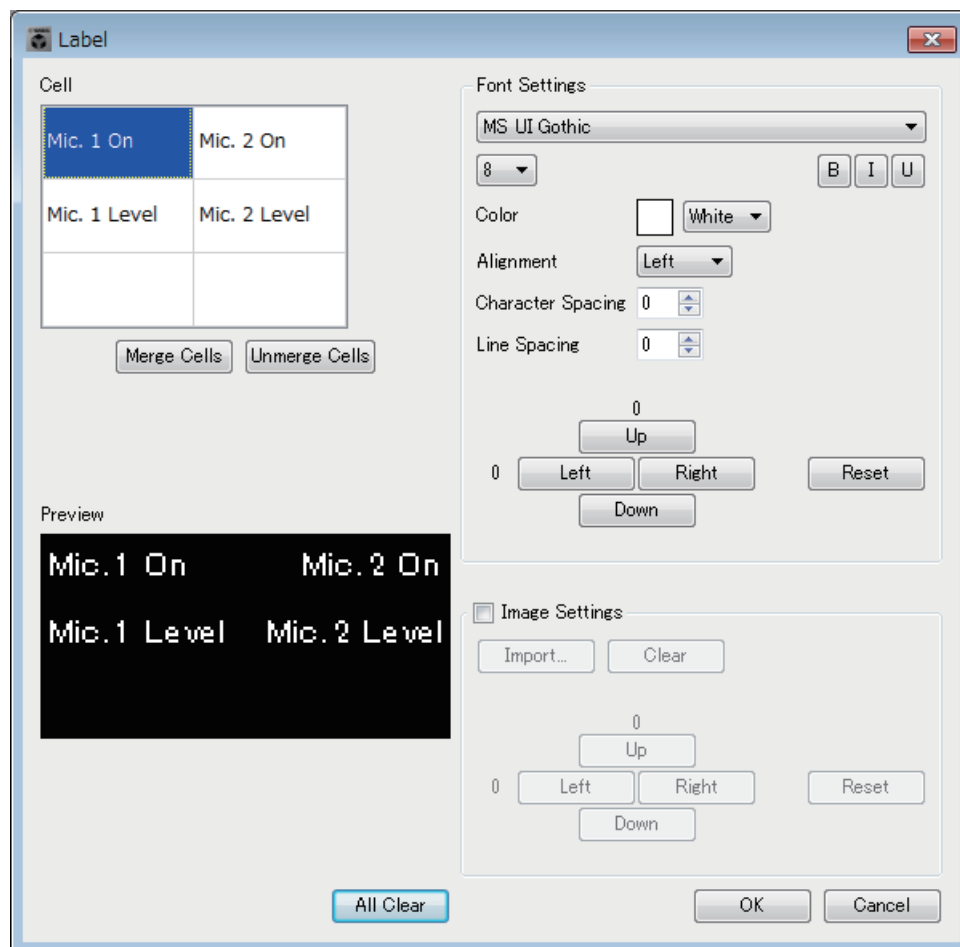 Label
Cell
Mic. 1 On Mic. 2 On
Mic. 1 Level Mic. 2 Level
Merge Cells Unmerge Cells
Preview
Mic.1 On Mic.2 On
Mic.1 Level Mic.2 Level
All Clear
Font Settings
MS UI Gothic
8 B I U
Color White
Alignment Left
Character Spacing 0
Line Spacing 0
0
Up
0 Left Right Reset
Down
Image Settings
Import... Clear
0
Up
0 Left Right Reset
Down
OK Cancel